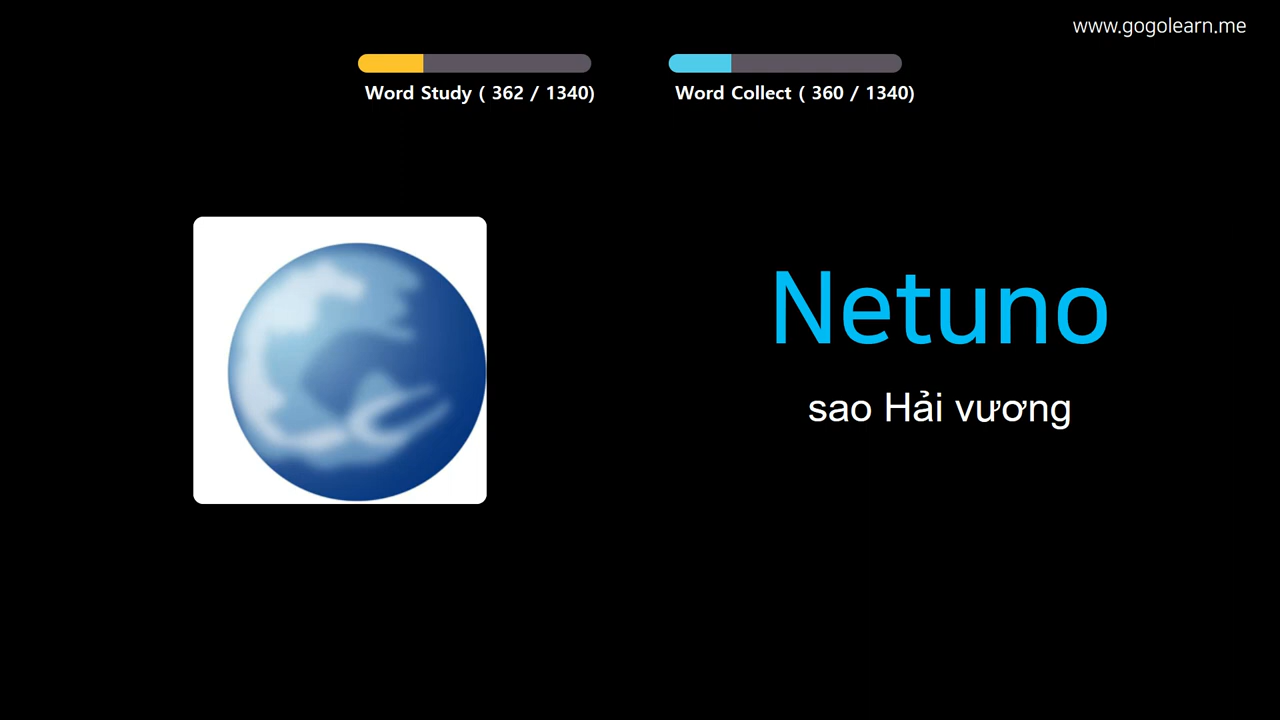 www.gogolearn.me
Word Study ( 362 / 1340)
Word Collect ( 360 / 1340)
Netuno
sao Hải vương